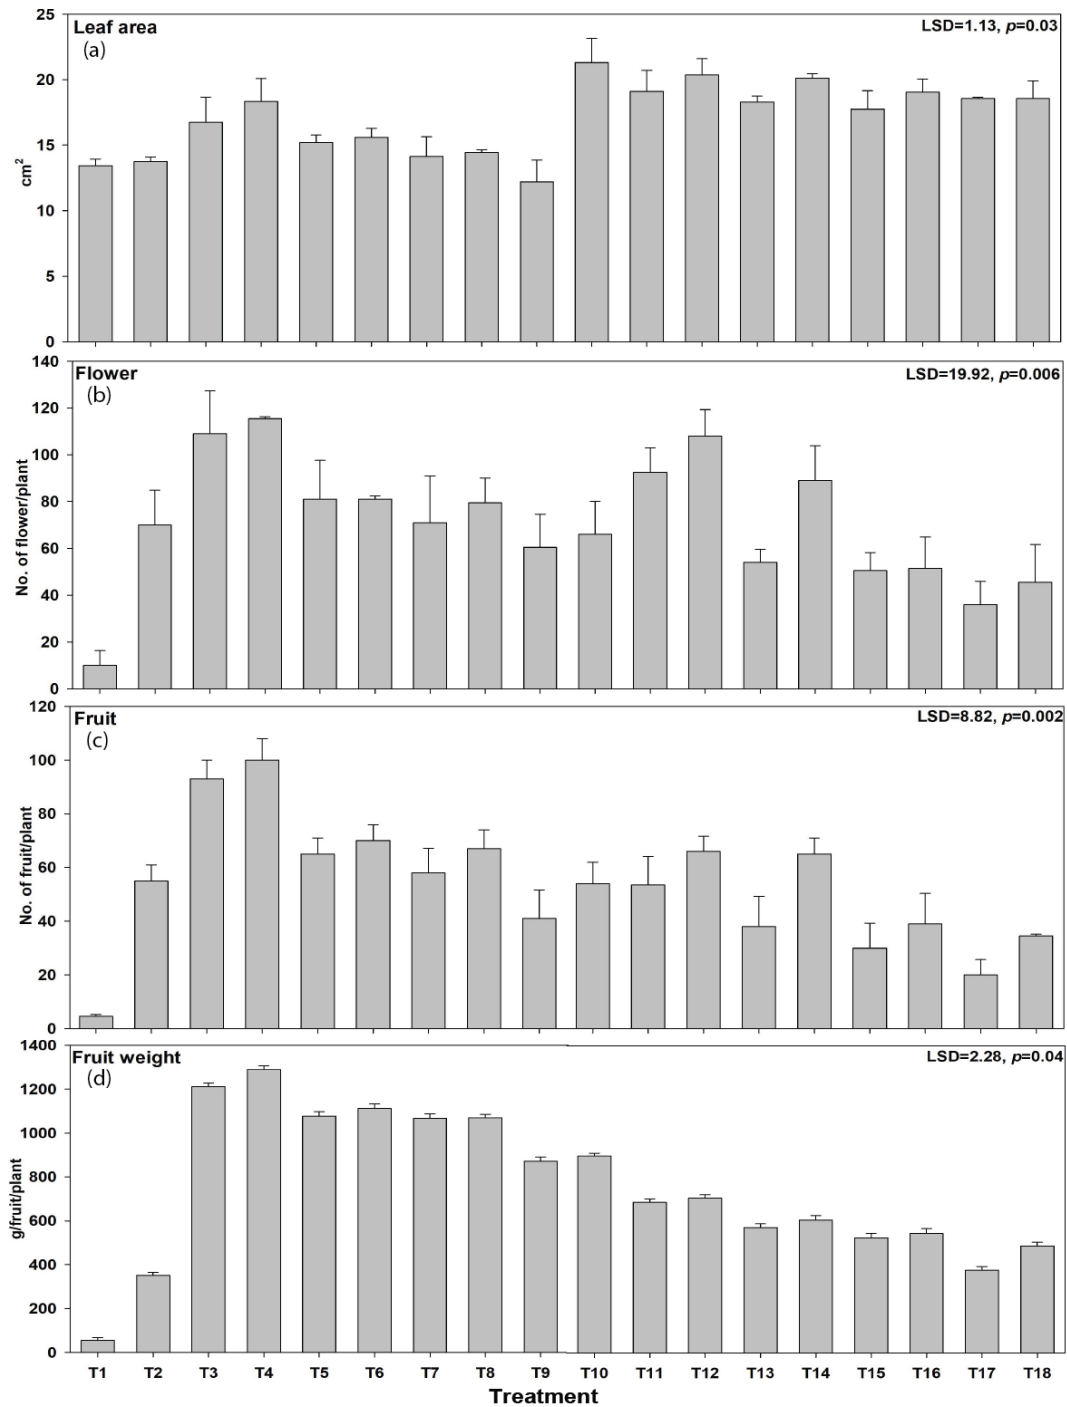 Leaf area
(a)
LSD=1.13, p=0.03
25
20
15
10
5
0
cm²
Flower
(b)
LSD=19.92, p=0.006
140
120
100
80
60
40
20
0
No. of flower/plant
Fruit
(c)
LSD=8.82, p=0.002
120
100
80
60
40
20
0
No. of fruit/plant
Fruit weight
(d)
LSD=2.28, p=0.04
1400
1200
1000
800
600
400
200
0
g/fruit/plant
T1 T2 T3 T4 T5 T6 T7 T8 T9 T10 T11 T12 T13 T14 T15 T16 T17 T18
Treatment